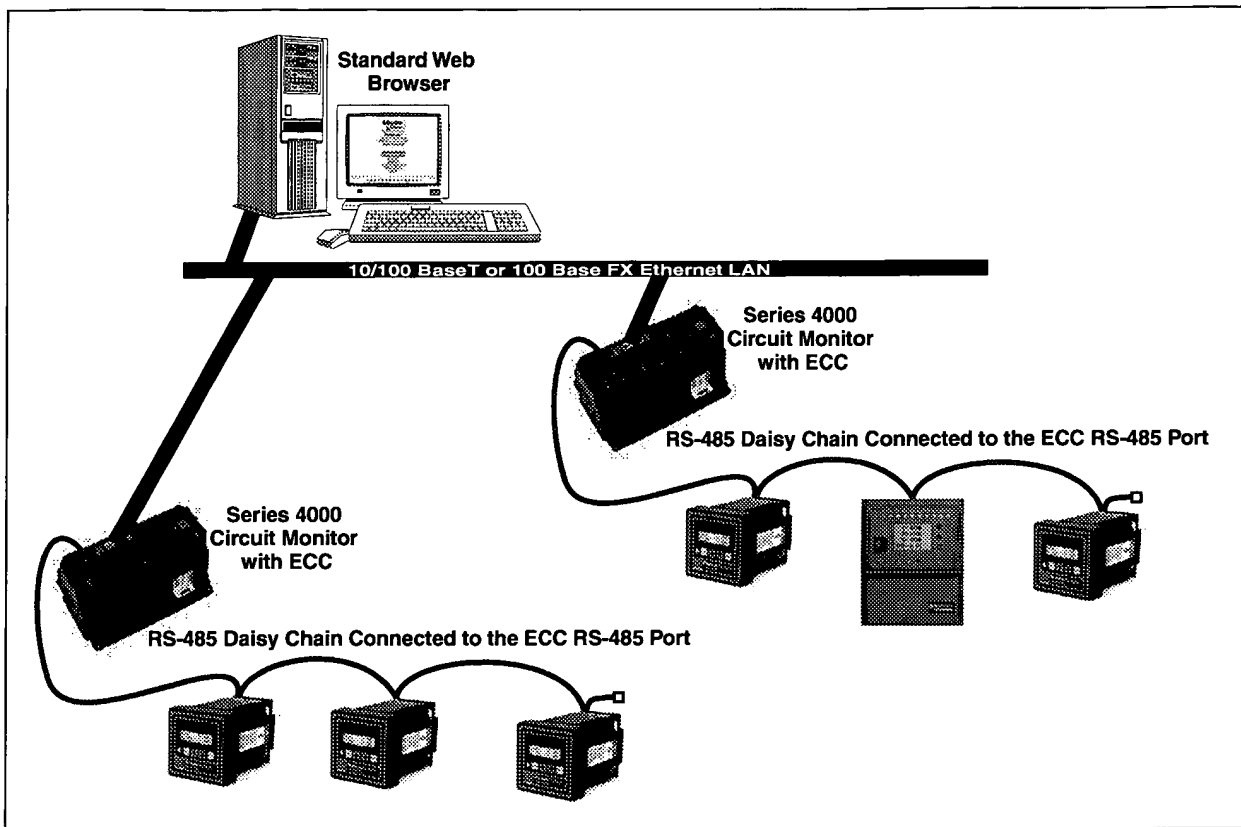 Standard Web
Browser
10/100 BaseT or 100 Base FX Ethernet LAN
Series 4000
Circuit Monitor
with ECC
RS-485 Daisy Chain Connected to the ECC RS-485 Port
Series 4000
Circuit Monitor
with ECC
RS-485 Daisy Chain Connected to the ECC RS-485 Port